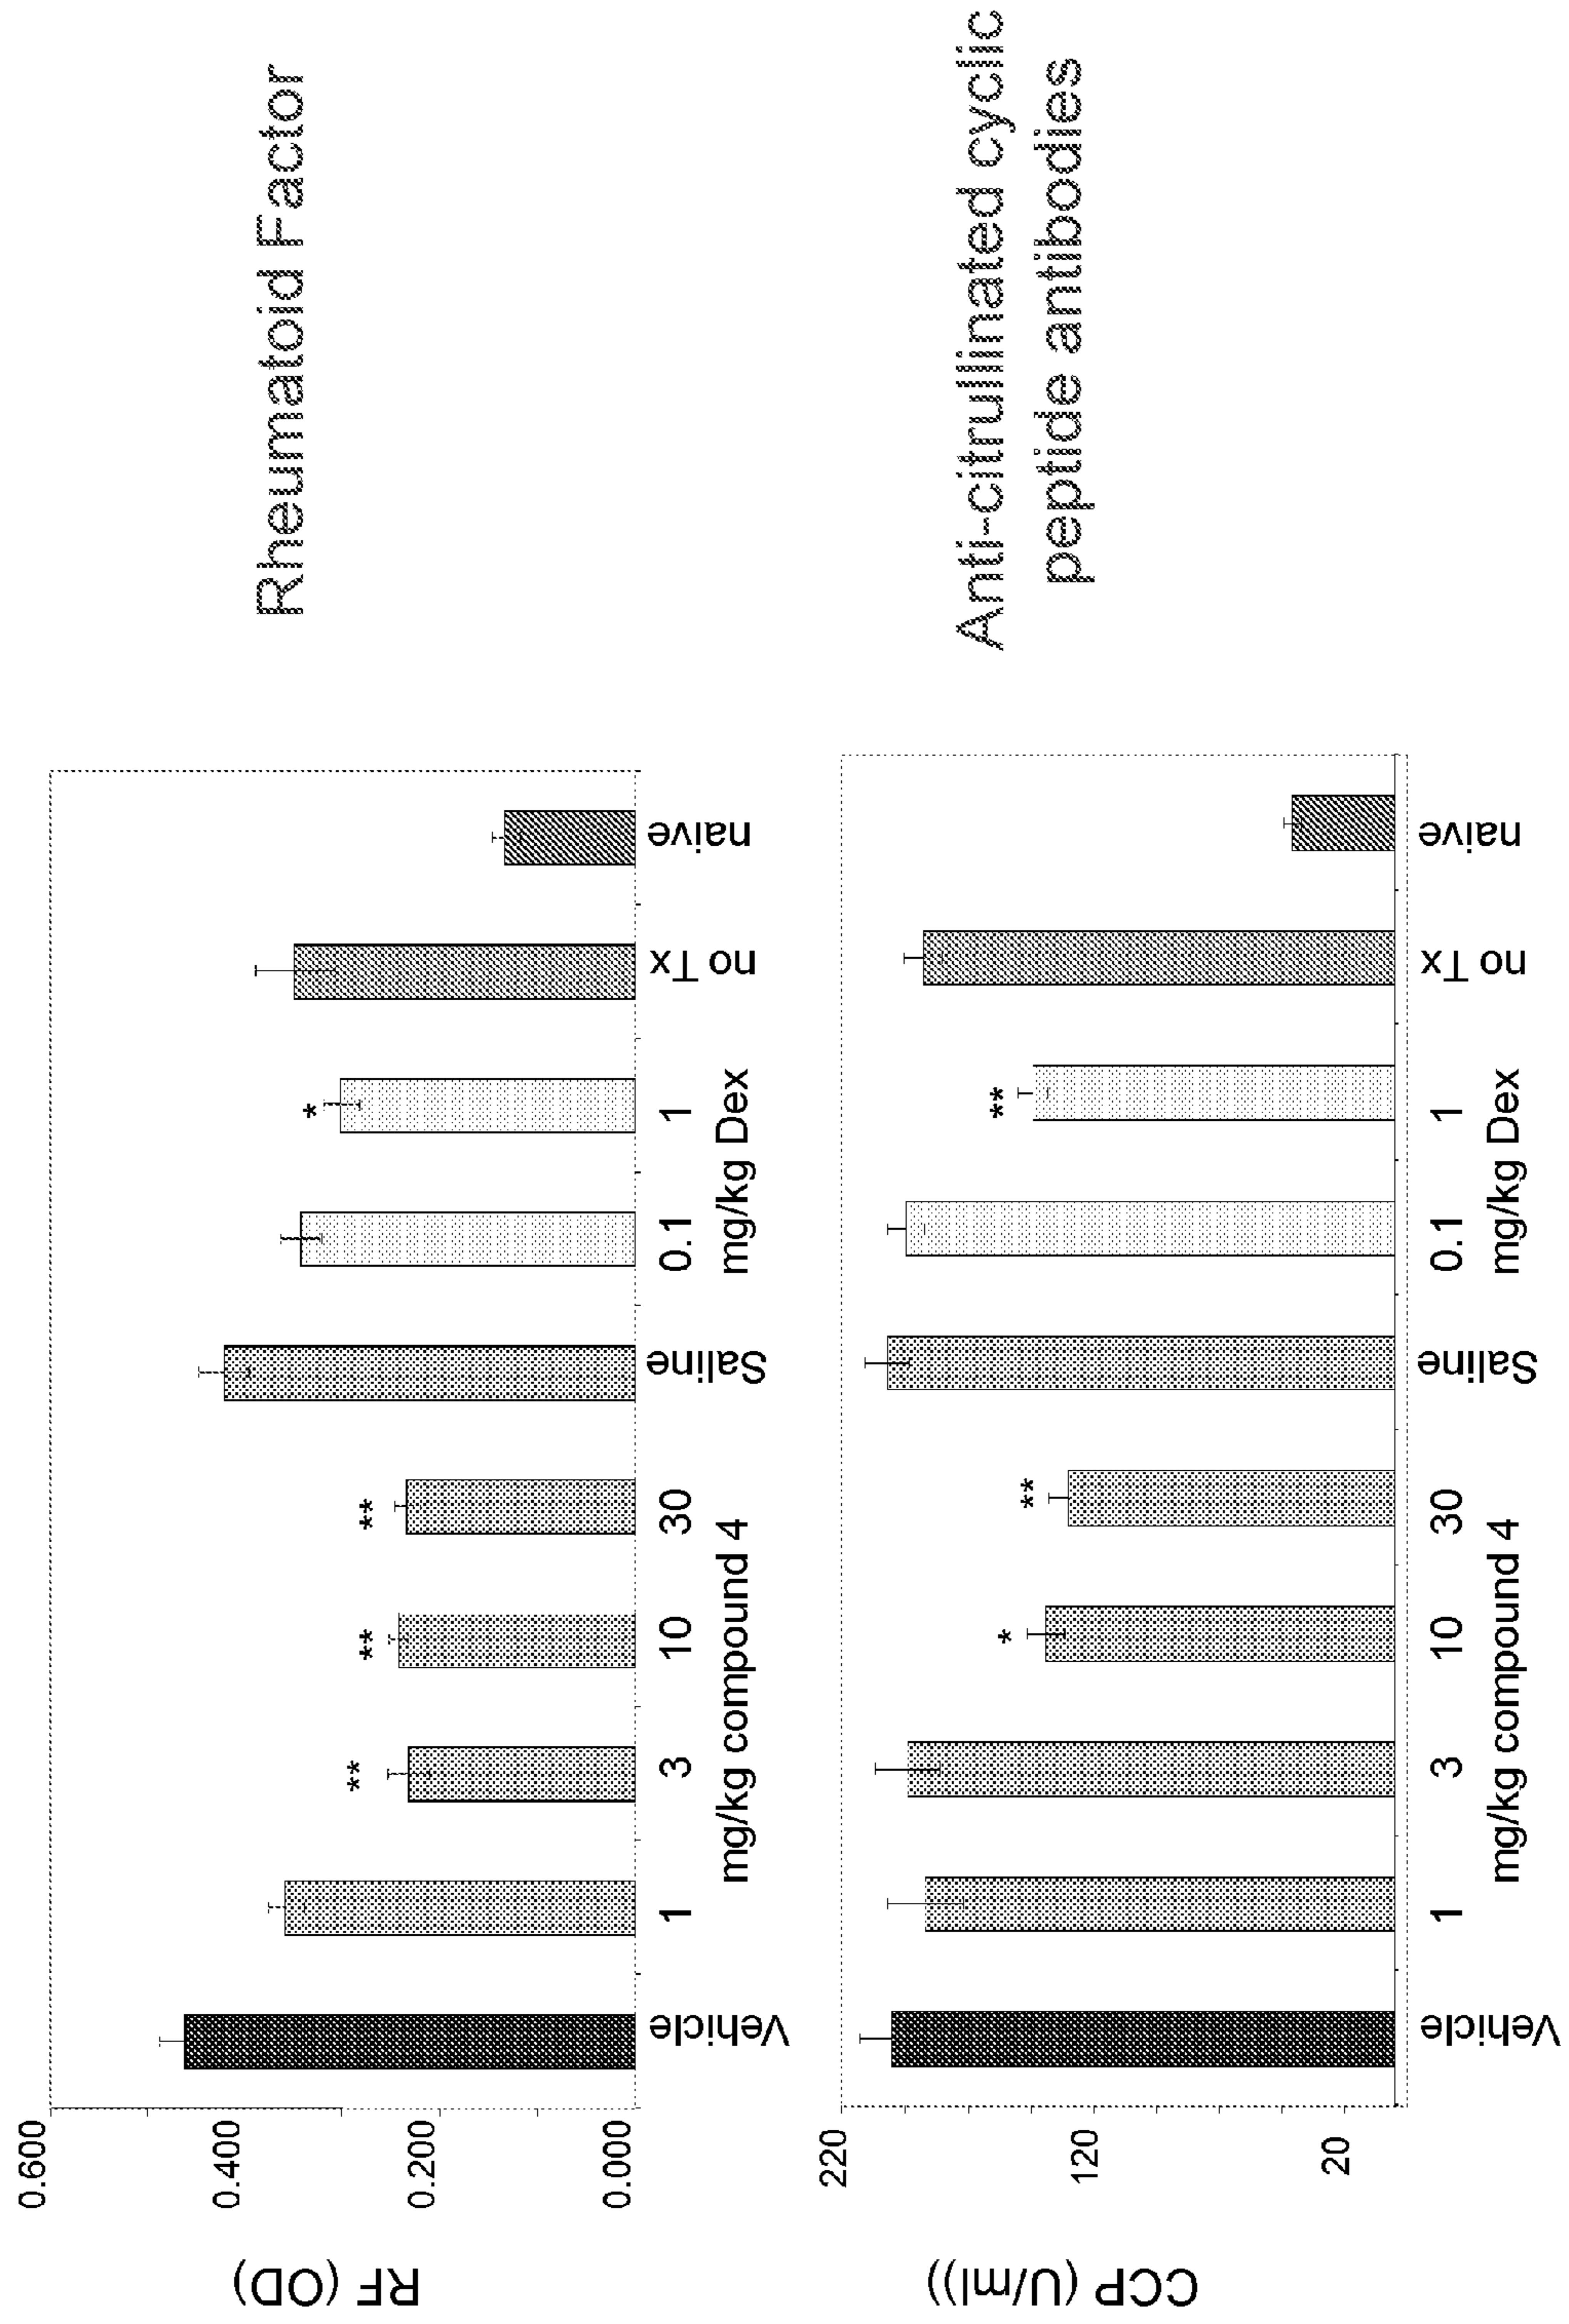 Rheumatoid Factor
RF (OD)
0.600
0.400
0.200
0.000
** ** ** *
Vehicle 1 3 10 30 Saline 0.1 1 no Tx naive
mg/kg compound 4 mg/kg Dex
Anti-citrullinated cyclic
peptide antibodies
CCP (U/ml))
220
120
20
* ** **
Vehicle 1 3 10 30 Saline 0.1 1 no Tx naive
mg/kg compound 4 mg/kg Dex